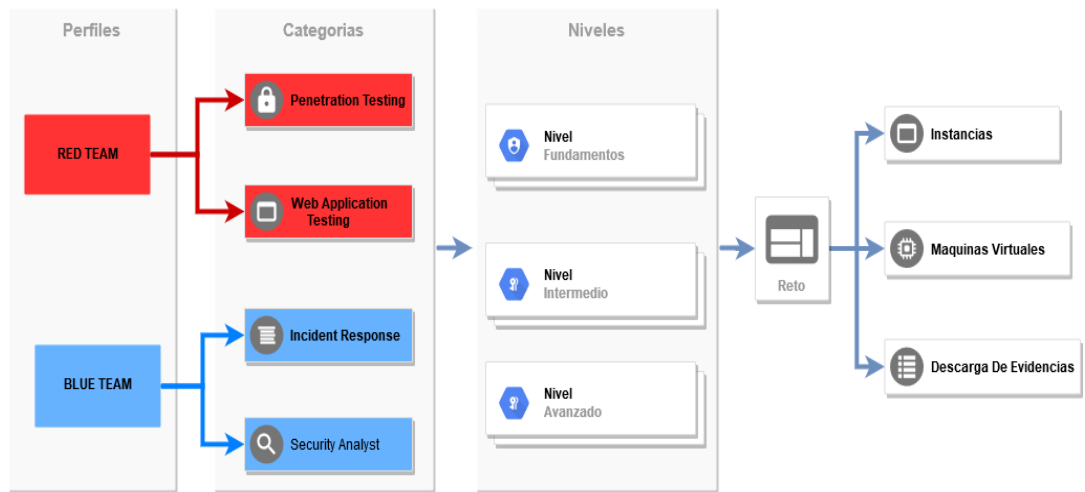 Perfiles
Categorias
Niveles
RED TEAM
Penetration Testing
Web Application
Testing
BLUE TEAM
Incident Response
Security Analyst
Nivel
Fundamentos
Nivel
Intermedio
Nivel
Avanzado
Reto
Instancias
Maquinas Virtuales
Descarga De Evidencias